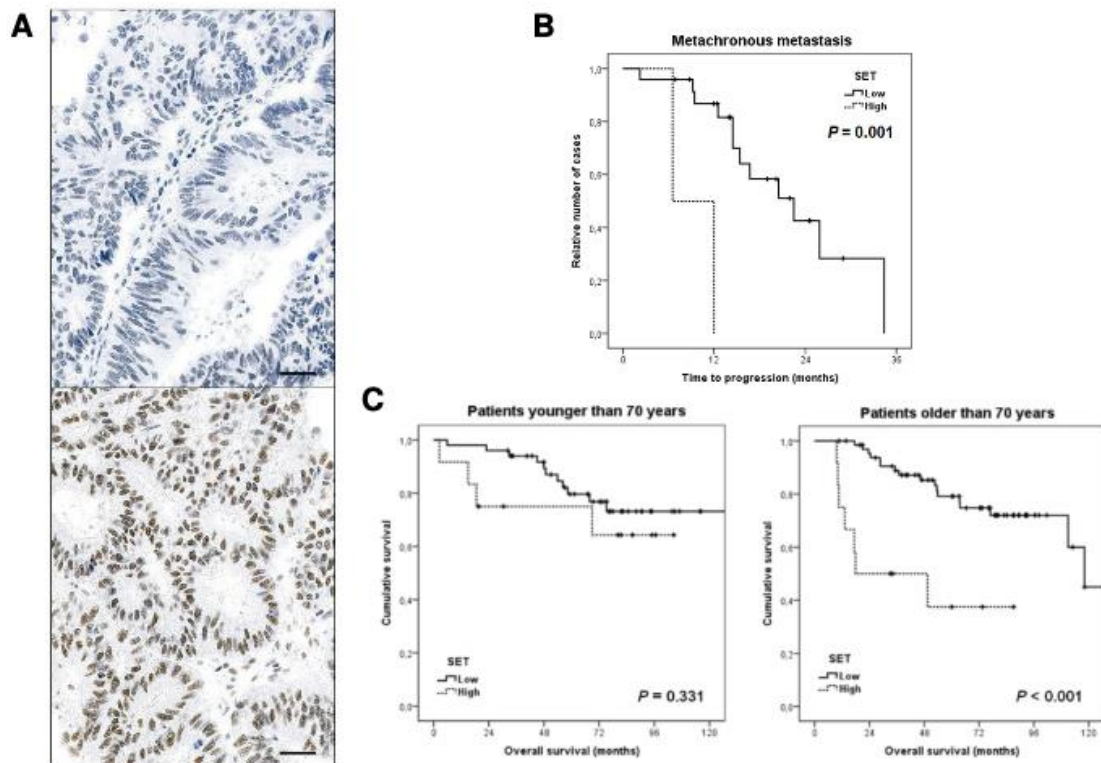 A
B
Metachronous metastasis
SET
Low
High
P = 0.001
1,0
0,8
0,6
0,4
0,2
0,0
Relative number of cases
0 12 24 36
Time to progression (months)
C
Patients younger than 70 years
1,0
0,8
0,6
0,4
0,2
0,0
Cumulative survival
SET
Low
High
P = 0.331
0 24 48 72 96 120
Overall survival (months)
Patients older than 70 years
1,0
0,8
0,6
0,4
0,2
0,0
Cumulative survival
SET
Low
High
P < 0.001
0 24 48 72 96 120
Overall survival (months)